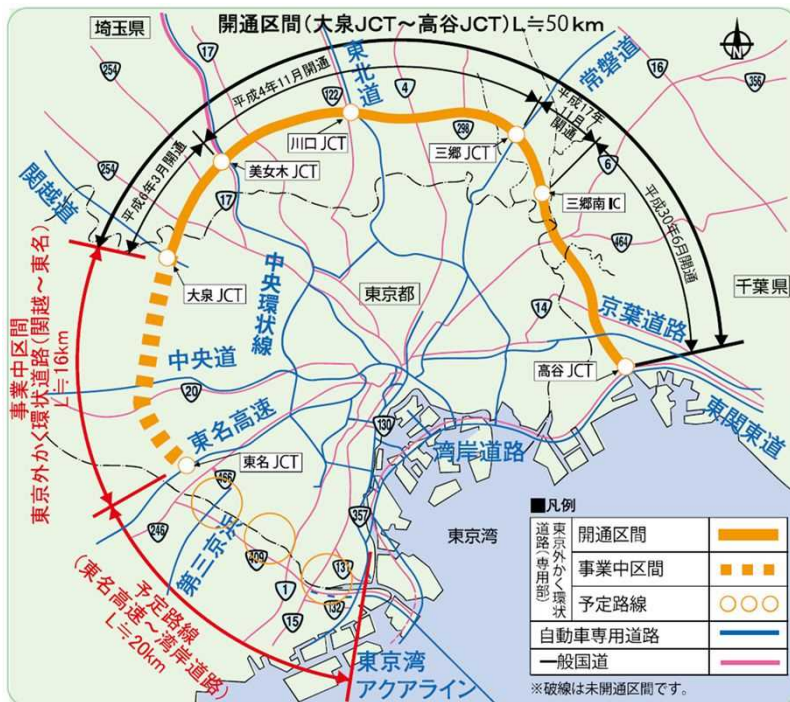 開通区間(大泉JCT～高谷JCT)L≒50km
埼玉県
17
254
平成4年11月開通
122
東北道
4
常磐道
16
356
平成17年11月開通
298
6
川口JCT
三郷JCT
254
平成6年3月開通
美女木JCT
17
三郷南IC
関越道
464
平成30年6月開通
大泉JCT
中央環状線
東京都
千葉県
14
京葉道路
事業中区間
東京外かく環状道路(関越～東名)
L≒16km
中央道
20
高谷JCT
東関東道
東名高速
130
湾岸道路
東名JCT
466
246
第三京浜
357
409
東京湾
131
1
132
15
予定路線
(東名高速～湾岸道路)
L≒20km
東京湾
アクアライン
■凡例
東京外かく環状道路(専用部)
開通区間
事業中区間
予定路線
自動車専用道路
一般国道
※破線は未開通区間です。